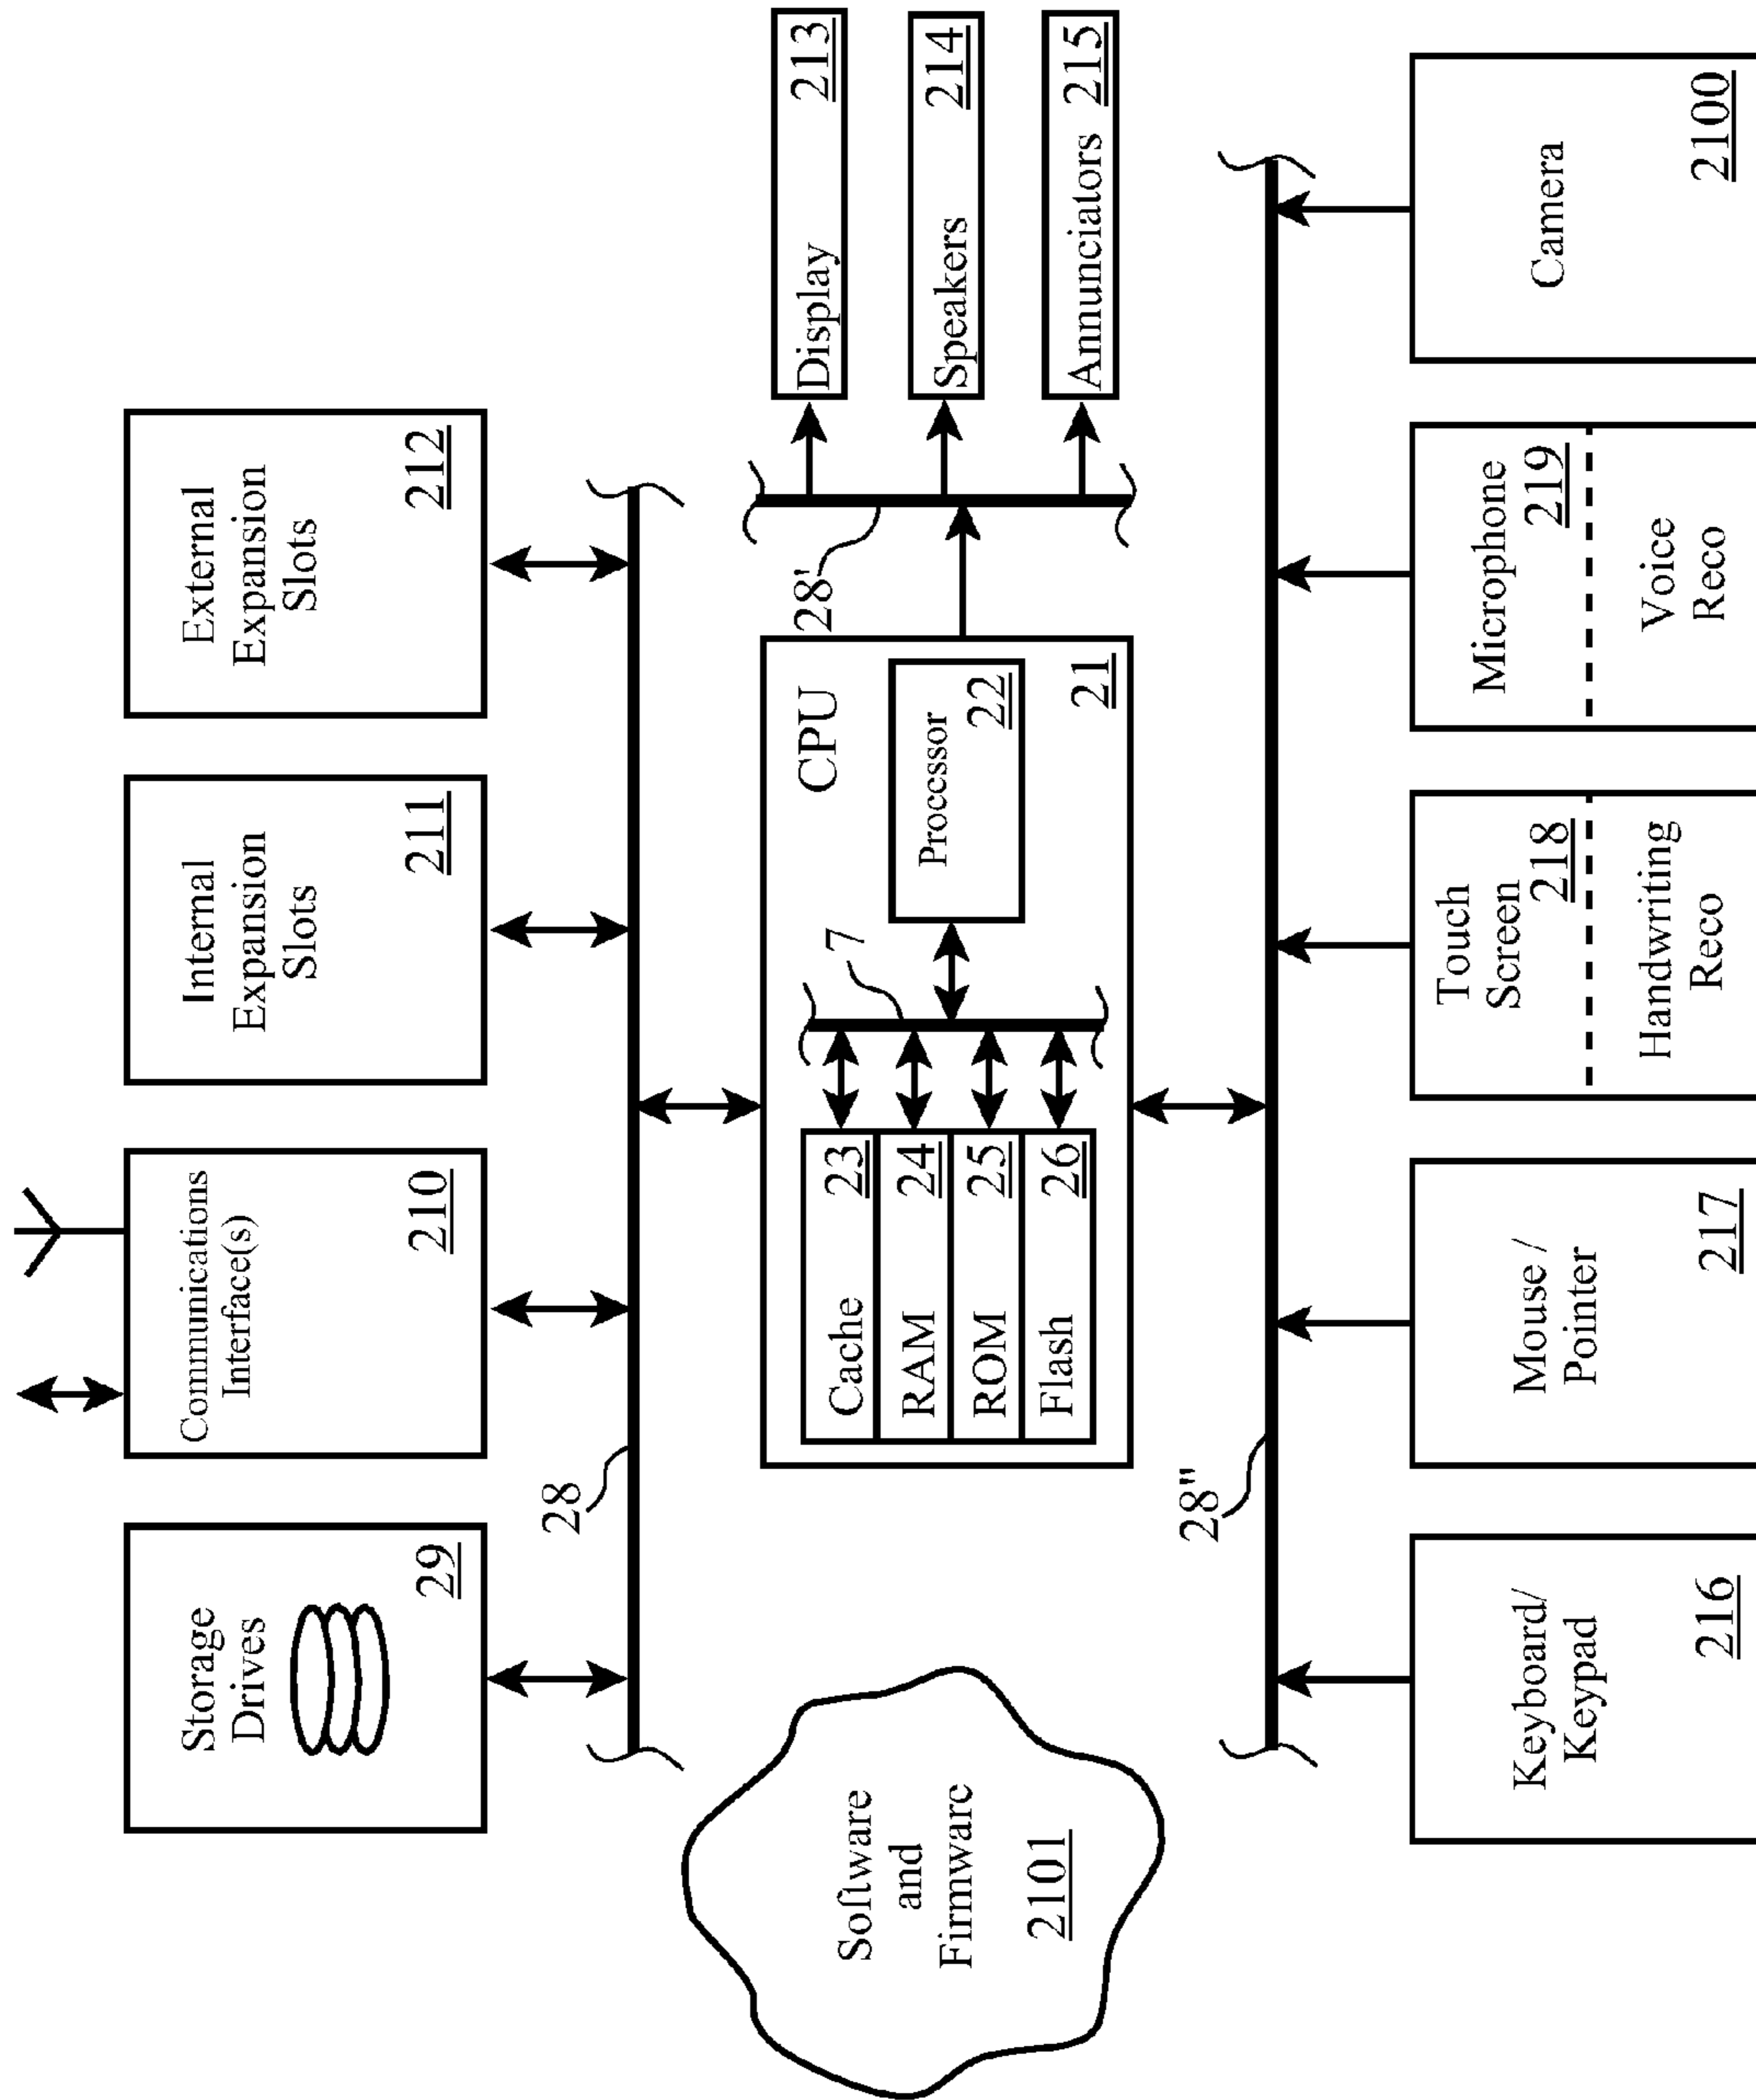 Storage
Drives
29
Communications
Interface(s)
210
Internal
Expansion
Slots
211
External
Expansion
Slots
212
28
Software
and
Firmware
2101
CPU
Cache 23
RAM 24
ROM 25
Flash 26
7
Processor
22
21
28'
Display 213
Speakers 214
Annunciators 215
28"
Keyboard/
Keypad
216
Mouse /
Pointer
217
Touch
Screen
218
Handwriting
Reco
Microphone
219
Voice
Reco
Camera
2100